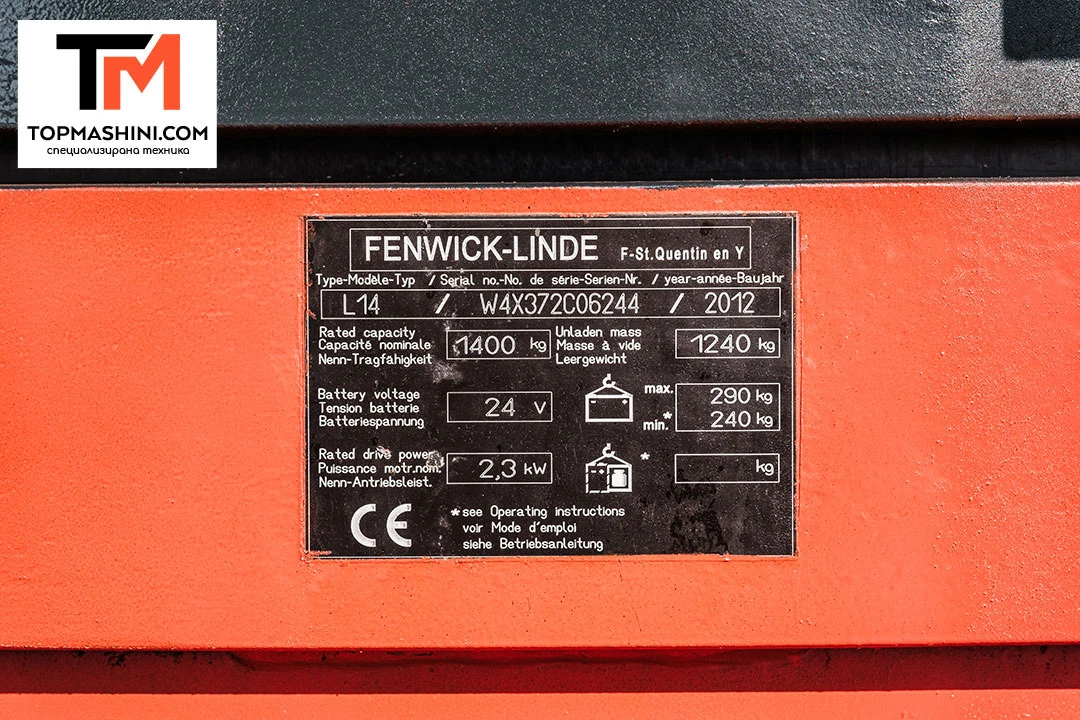 TM
TOPMASHINI.COM
специализирана техника
FENWICK-LINDE F-St.Quentin en Y
Type-Modèle-Typ / Serial no.-No. de série-Serien-Nr. / year-année-Baujahr
L14 / W4X372C06244 / 2012
Rated capacity
Capacité nominale
Nenn-Tragfähigkeit
1400 kg
Unladen mass
Masse à vide
Leergewicht
1240 kg
Battery voltage
Tension batterie
Batteriespannung
24 V
max. 290 kg
min.* 240 kg
Rated drive power
Puissance motr.nom.
Nenn-Antriebsleist.
2,3 kW
* kg
CE
*see Operating instructions
voir Mode d'emploi
siehe Betriebsanleitung